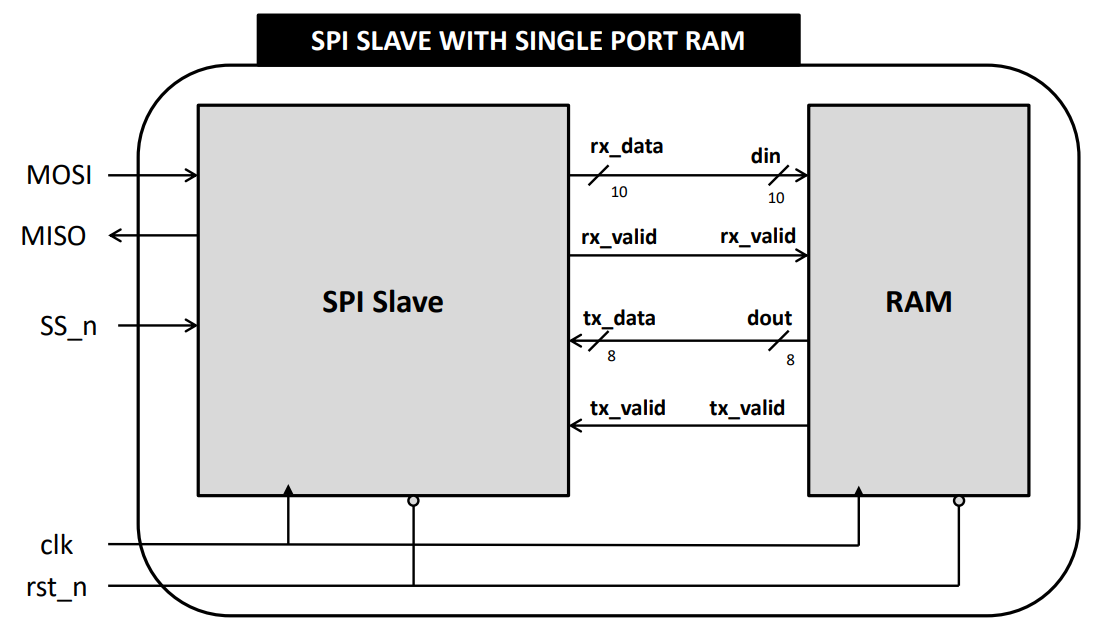 SPI SLAVE WITH SINGLE PORT RAM
rx_data
din
MOSI
10
10
MISO
rx_valid
rx_valid
SPI Slave
RAM
SS_n
tx_data
dout
8
8
tx_valid
tx_valid
clk
rst_n